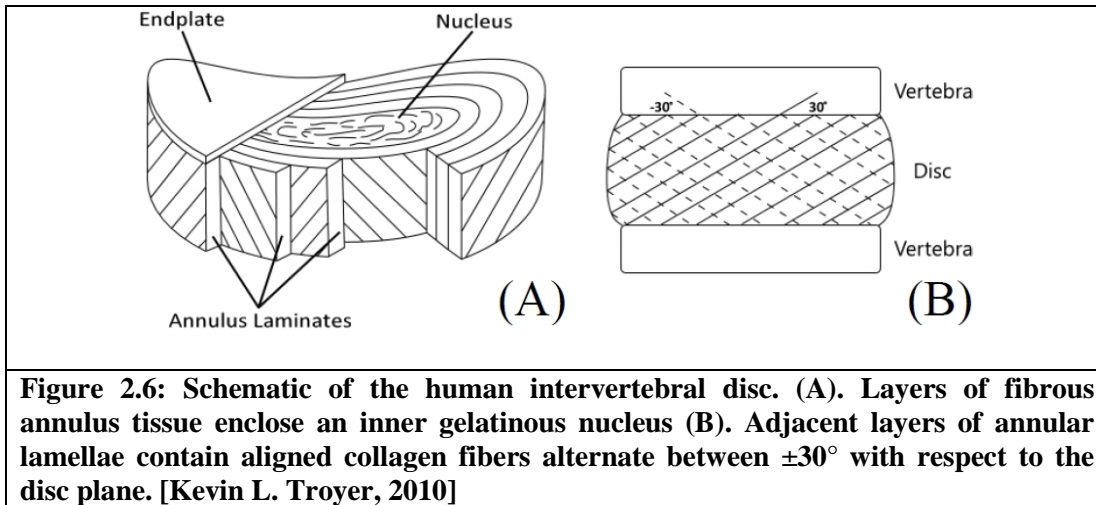 Endplate
Nucleus
Annulus Laminates
(A)
-30°
30°
Vertebra
Disc
Vertebra
(B)
Figure 2.6: Schematic of the human intervertebral disc. (A). Layers of fibrous
annulus tissue enclose an inner gelatinous nucleus (B). Adjacent layers of annular
lamellae contain aligned collagen fibers alternate between ±30° with respect to the
disc plane. [Kevin L. Troyer, 2010]